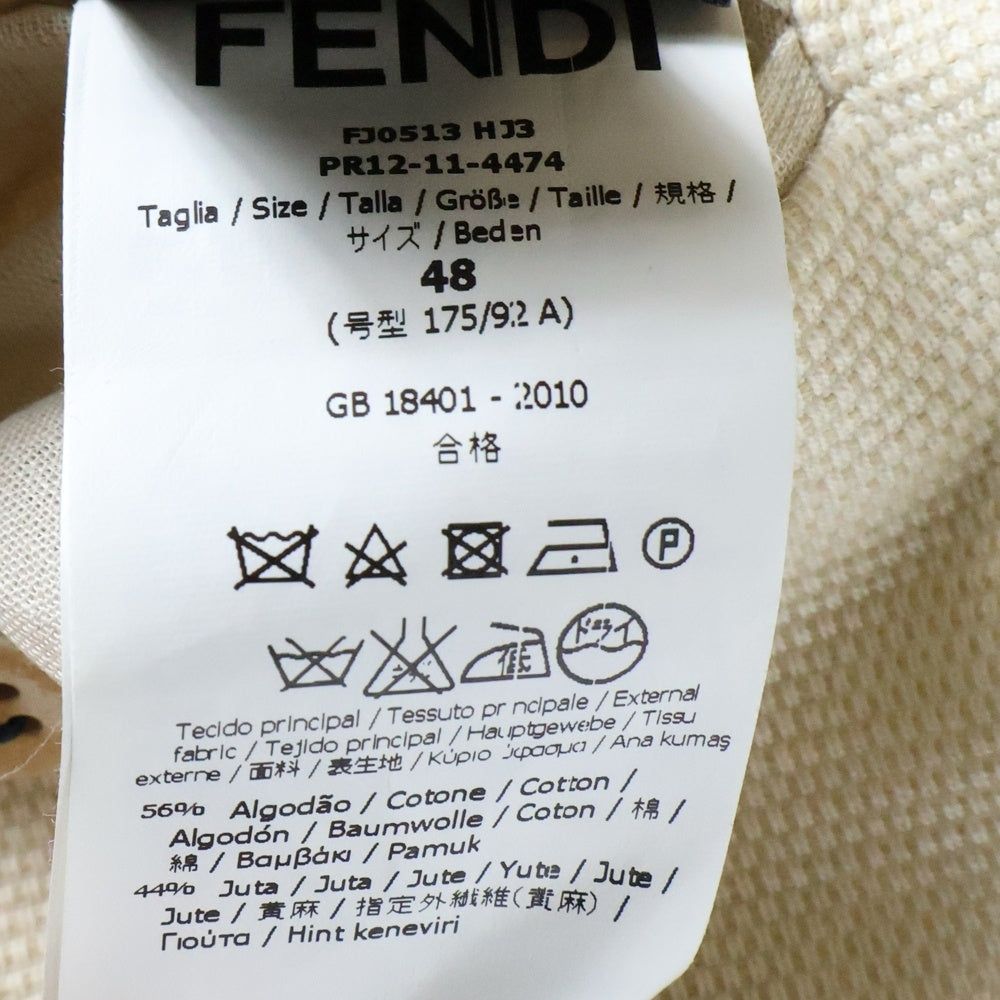 FENDI
FJ0513 HJ3
PR12-11-4474
Taglia / Size / Talla / Größe / Taille / 規格 /
サイズ / Beden
48
(号型 175/92 A)
GB 18401 - 2010
合格
P
低 ドライ
Tecido principal / Tessuto principale / External
fabric / Tejido principal / Hauptgewebe / Tissu
externe / 面料 / 表生地 / Κύριο ύφασμα / Ana kumaş
56% Algodão / Cotone / Cotton /
Algodón / Baumwolle / Coton / 棉 /
綿 / Βαμβάκι / Pamuk
44% Juta / Juta / Jute / Yute / Jute /
Jute / 黄麻 / 指定外繊維(黄麻) /
Γιούτα / Hint keneviri